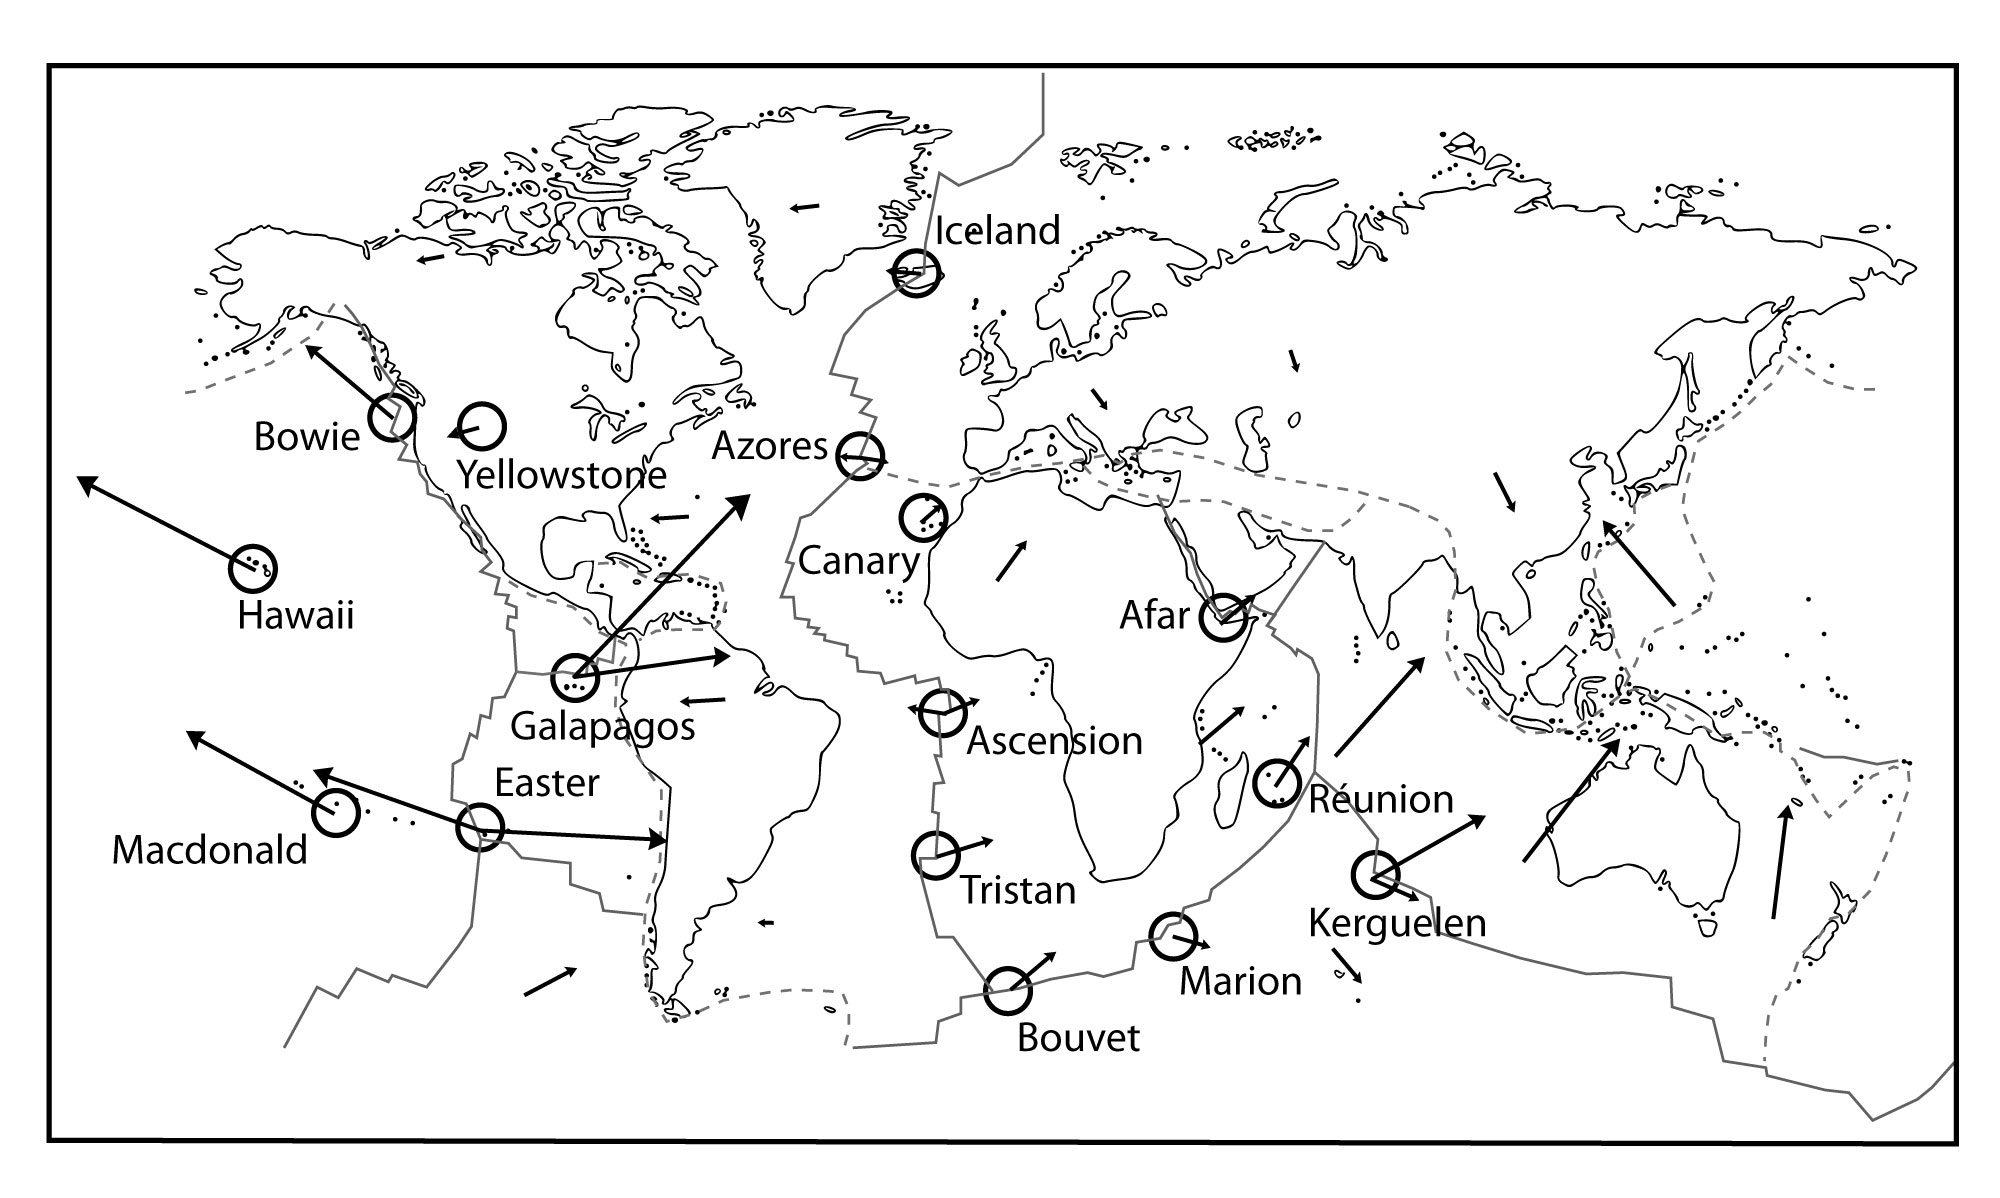 Iceland
Bowie
Azores
Yellowstone
Canary
Hawaii
Afar
Galapagos
Ascension
Easter
Réunion
Macdonald
Tristan
Kerguelen
Marion
Bouvet